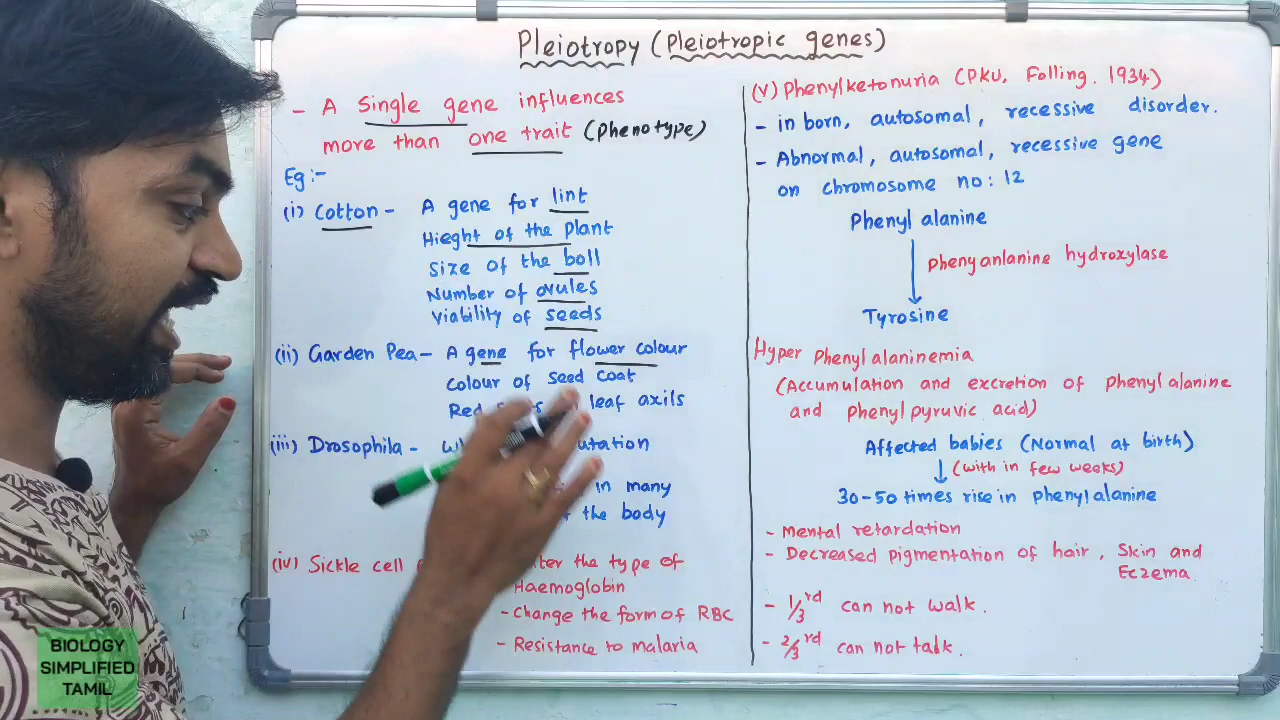 Pleiotropy (Pleiotropic genes)
- A Single gene influences
more than one trait (Phenotype)
Eg:-
(i) Cotton - A gene for lint
Hieght of the plant
Size of the boll
Number of ovules
Viability of seeds
(ii) Garden Pea - A gene for flower colour
Colour of seed coat
Red leaf axils
(iii) Drosophila -
in many
the body
(iv) Sickle cell
the type of
Haemoglobin
- Change the form of RBC
- Resistance to malaria
(v) Phenylketonuria (PKU, Folling. 1934)
- in born, autosomal, recessive disorder.
- Abnormal, autosomal, recessive gene
on chromosome no: 12
Phenyl alanine
phenyanlanine hydroxylase
Tyrosine
Hyper Phenyl alaninemia
(Accumulation and excretion of phenyl alanine
and phenyl pyruvic acid)
Affected babies (Normal at birth)
(with in few weeks)
30-50 times rise in phenyl alanine
- Mental retardation
- Decreased pigmentation of hair, Skin and
Eczema
- 1/3rd can not walk.
- 2/3rd can not talk.
BIOLOGY
SIMPLIFIED
TAMIL